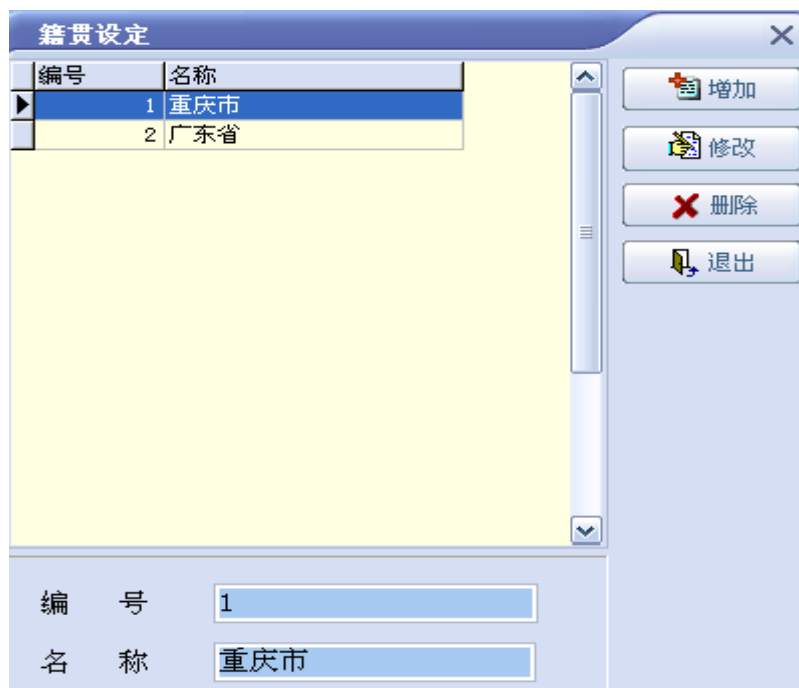 籍贯设定
编号 名称
1 重庆市
2 广东省
增加
修改
删除
退出
编 号 1
名 称 重庆市